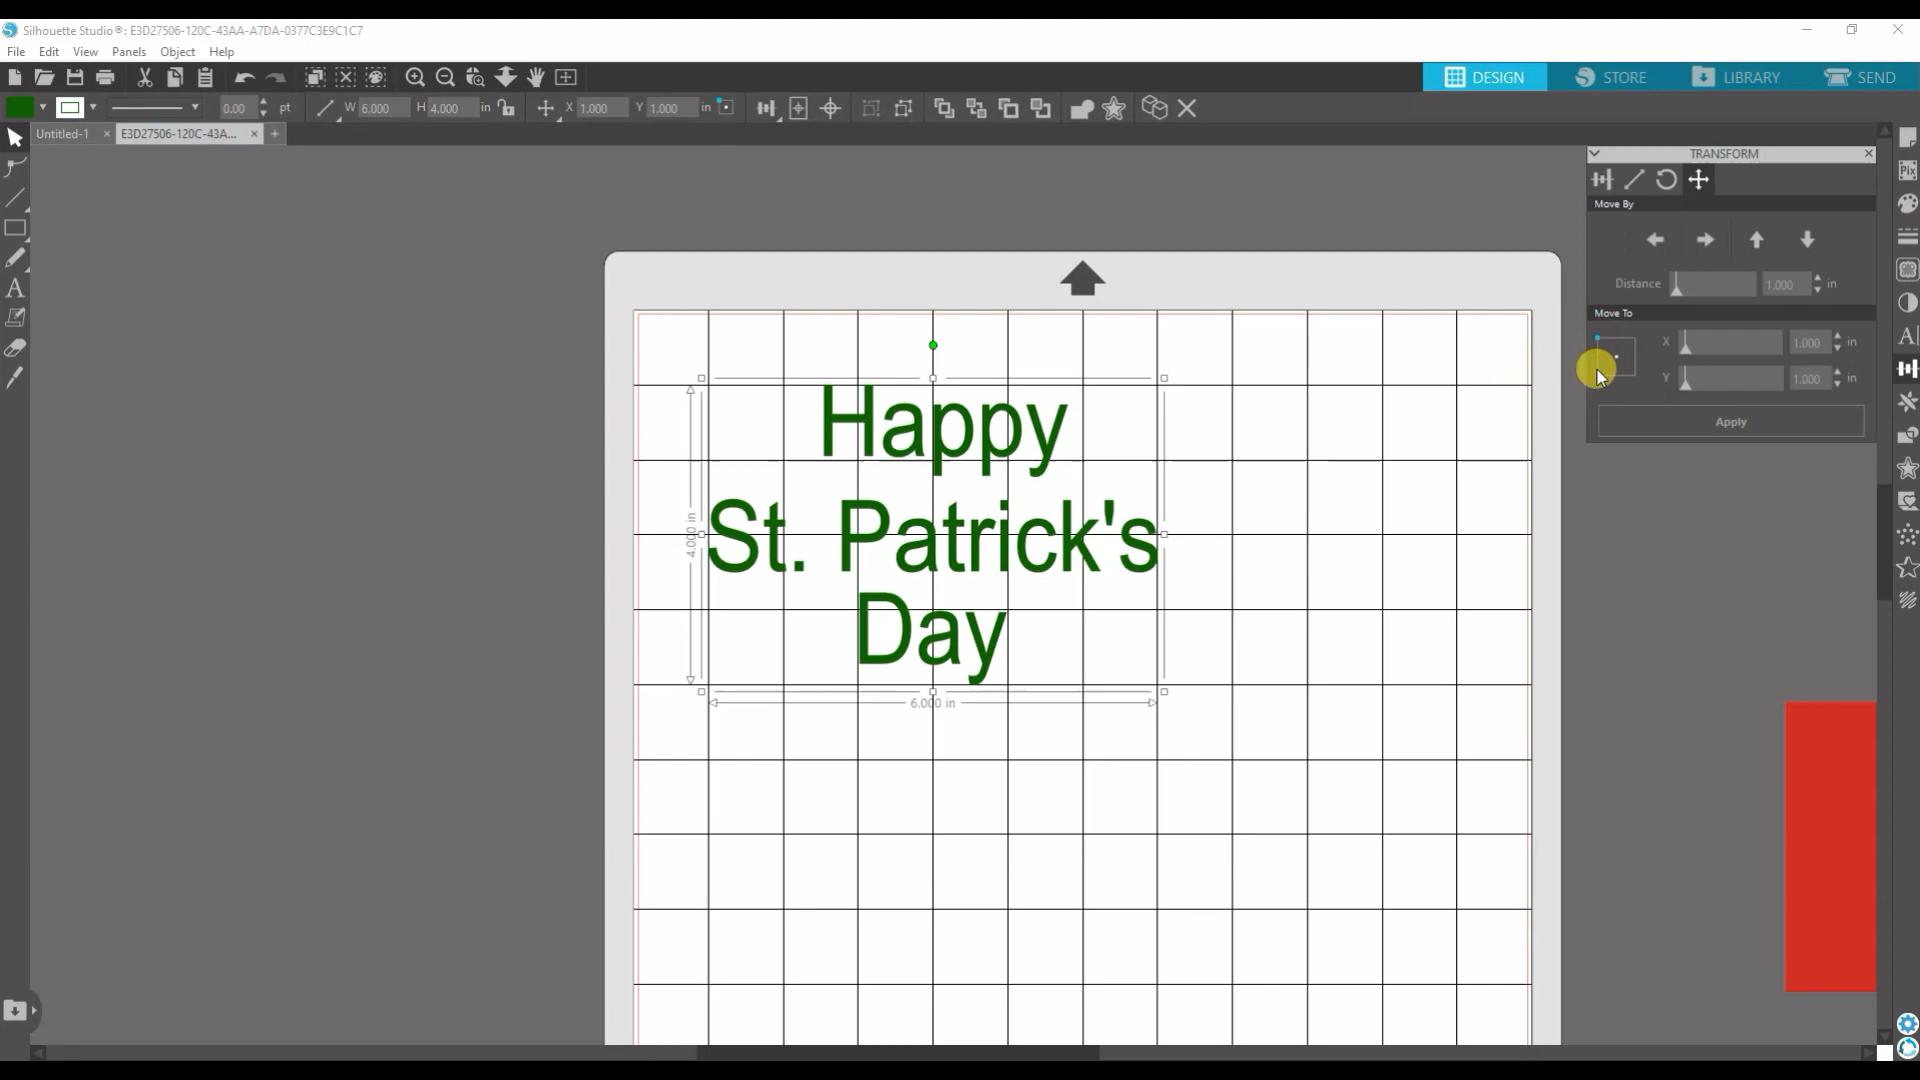 Silhouette Studio®: E3D27506-120C-43AA-A7DA-0377C3E9C1C7
File Edit View Panels Object Help
DESIGN STORE LIBRARY SEND
0.00 pt W 6.000 H 4.000 in X 1.000 Y 1.000 in
Untitled-1 × E3D27506-120C-43A... × +
TRANSFORM
Move By
Distance 1.000 in
Move To
X 1.000 in
Y 1.000 in
Apply
Pix
Happy
St. Patrick's
Day
4.000 in
6.000 in